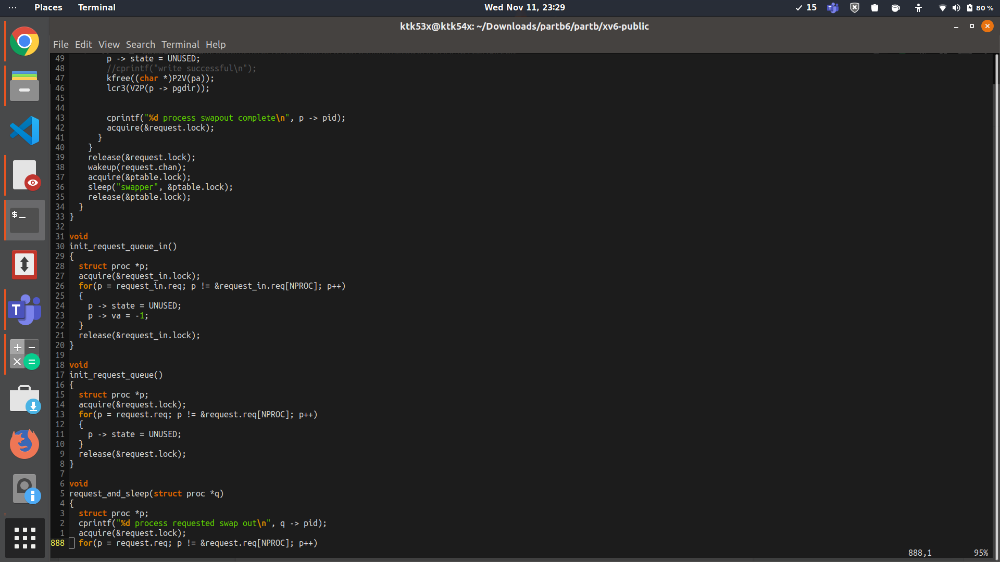 Places Terminal Wed Nov 11, 23:29 15 80 %
ktk53x@ktk54x: ~/Downloads/partb6/partb/xv6-public
File Edit View Search Terminal Help
49 p -> state = UNUSED;
48 //cprintf("write successful\n");
47 kfree((char *)P2V(pa));
46 lcr3(V2P(p -> pgdir));
45
44
43 cprintf("%d process swapout complete\n", p -> pid);
42 acquire(&request.lock);
41 }
40 }
39 release(&request.lock);
38 wakeup(request.chan);
37 acquire(&ptable.lock);
36 sleep("swapper", &ptable.lock);
35 release(&ptable.lock);
34 }
33 }
32
31 void
30 init_request_queue_in()
29 {
28 struct proc *p;
27 acquire(&request_in.lock);
26 for(p = request_in.req; p != &request_in.req[NPROC]; p++)
25 {
24 p -> state = UNUSED;
23 p -> va = -1;
22 }
21 release(&request_in.lock);
20 }
19
18 void
17 init_request_queue()
16 {
15 struct proc *p;
14 acquire(&request.lock);
13 for(p = request.req; p != &request.req[NPROC]; p++)
12 {
11 p -> state = UNUSED;
10 }
9 release(&request.lock);
8 }
7
6 void
5 request_and_sleep(struct proc *q)
4 {
3 struct proc *p;
2 cprintf("%d process requested swap out\n", q -> pid);
1 acquire(&request.lock);
888 for(p = request.req; p != &request.req[NPROC]; p++)
888,1 95%